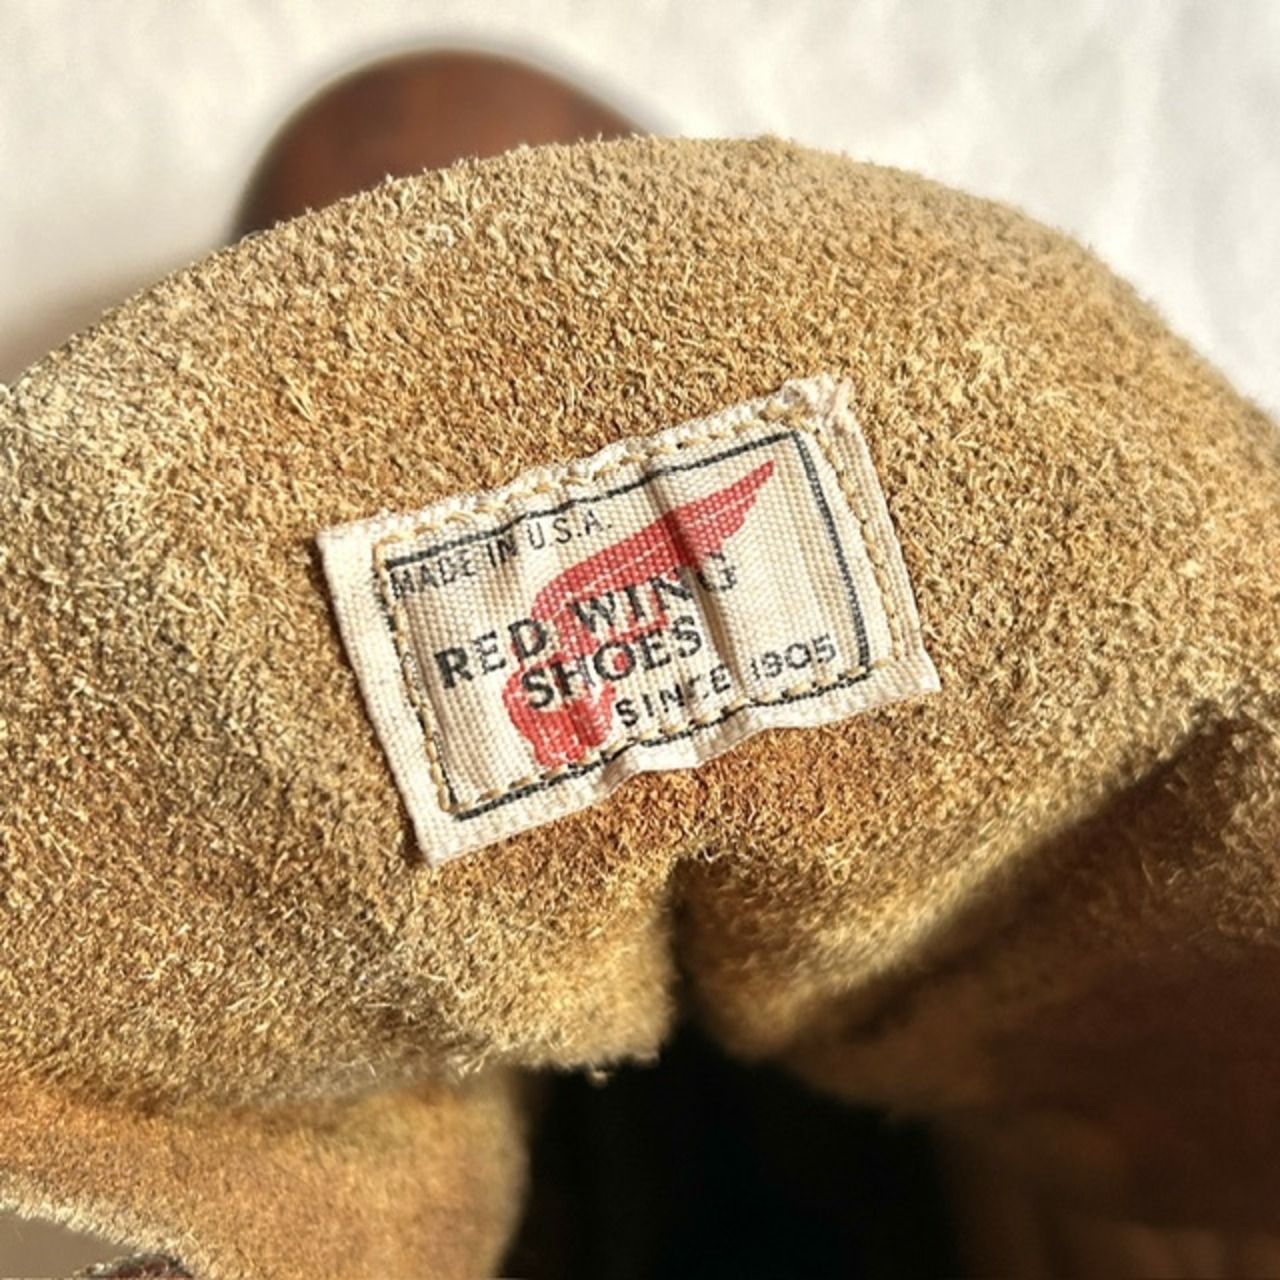 MADE IN U.S.A.
RED WING
SHOES
SINCE 1905